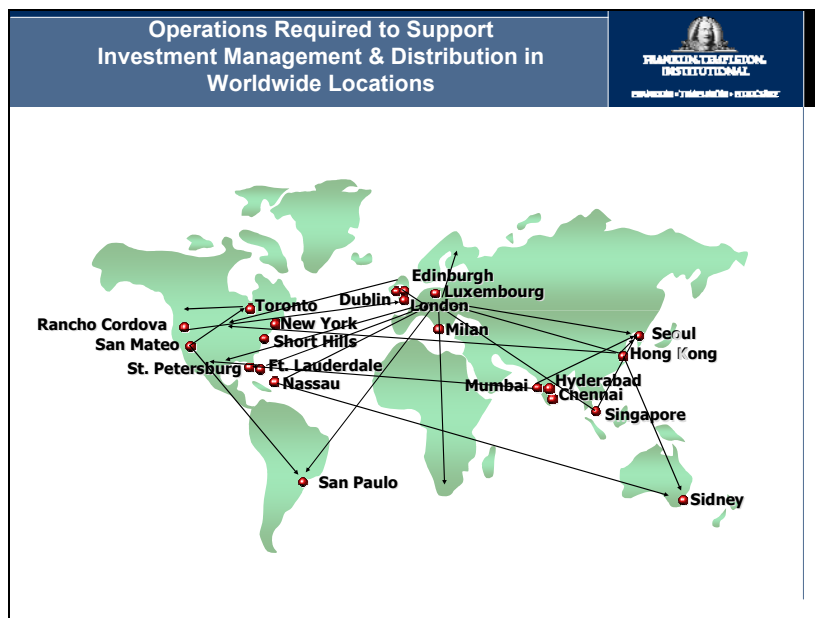 Operations Required to Support
Investment Management & Distribution in
Worldwide Locations
FRANKLIN TEMPLETON
INSTITUTIONAL
Edinburgh
Dublin
Luxembourg
London
Toronto
Rancho Cordova
New York
Milan
Seoul
San Mateo
Short Hills
Hong Kong
St. Petersburg
Ft. Lauderdale
Nassau
Mumbai
Hyderabad
Chennai
Singapore
San Paulo
Sidney